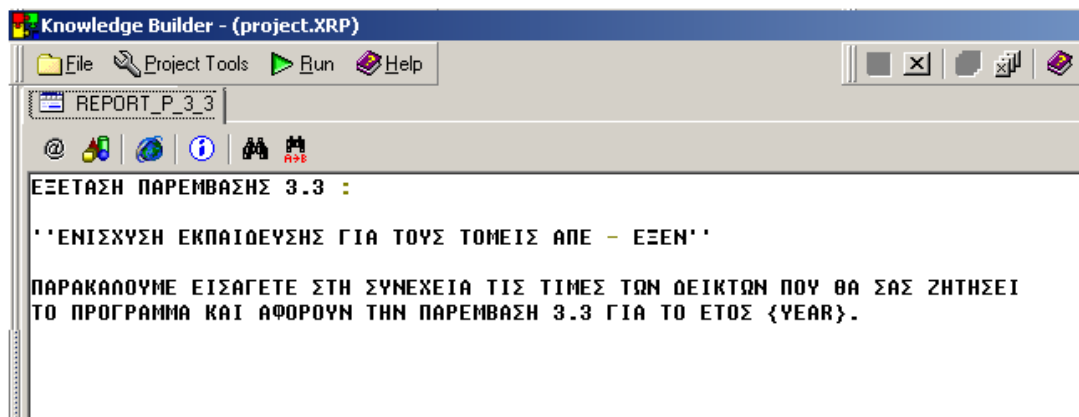 Knowledge Builder - (project.XRP)
File Project Tools Run Help
REPORT_P_3_3
@ A→B
ΕΞΕΤΑΣΗ ΠΑΡΕΜΒΑΣΗΣ 3.3 :
''ΕΝΙΣΧΥΣΗ ΕΚΠΑΙΔΕΥΣΗΣ ΓΙΑ ΤΟΥΣ ΤΟΜΕΙΣ ΑΠΕ - ΕΞΕΝ''
ΠΑΡΑΚΑΛΟΥΜΕ ΕΙΣΑΓΕΤΕ ΣΤΗ ΣΥΝΕΧΕΙΑ ΤΙΣ ΤΙΜΕΣ ΤΩΝ ΔΕΙΚΤΩΝ ΠΟΥ ΘΑ ΣΑΣ ΖΗΤΗΣΕΙ
ΤΟ ΠΡΟΓΡΑΜΜΑ ΚΑΙ ΑΦΟΡΟΥΝ ΤΗΝ ΠΑΡΕΜΒΑΣΗ 3.3 ΓΙΑ ΤΟ ΕΤΟΣ {YEAR}.